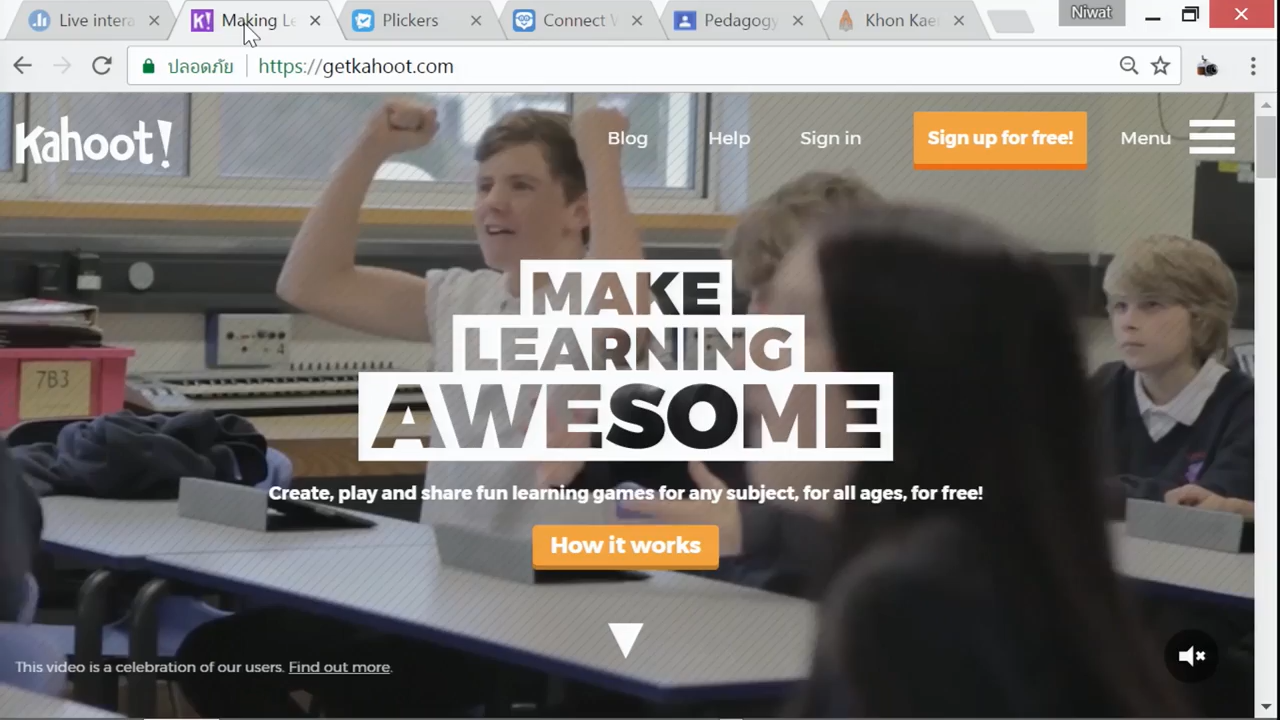 Live intera
Making Le
Plickers
Connect W
Pedagogy
Khon Kaen
Niwat
ปลอดภัย
https://getkahoot.com
Kahoot!
Blog
Help
Sign in
Sign up for free!
Menu
7B3
MAKE
LEARNING
AWESOME
Create, play and share fun learning games for any subject, for all ages, for free!
How it works
This video is a celebration of our users. Find out more.